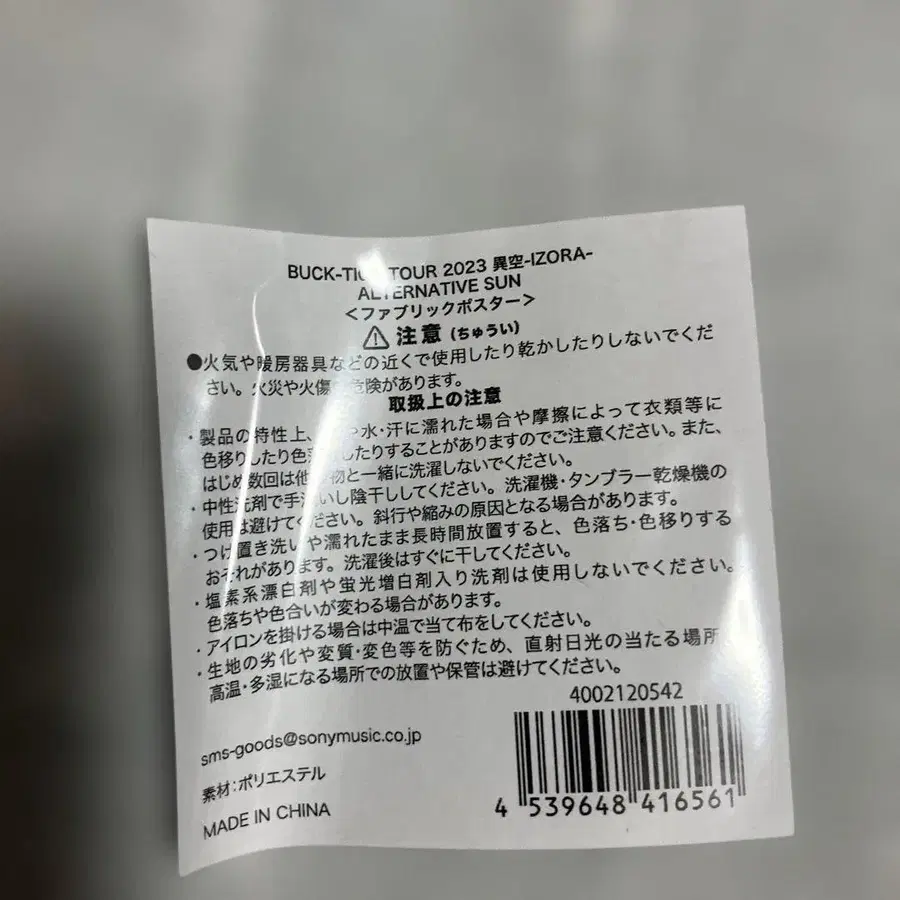 BUCK-TI TOUR 2023 異空-IZORA-
ALTERNATIVE SUN
<ファブリックポスター>
⚠注意(ちゅうい)
●火気や暖房器具などの近くで使用したり乾かしたりしないでくだ
さい。火災や火傷 危険があります。
取扱上の注意
・製品の特性上、 や水・汗に濡れた場合や摩擦によって衣類等に
色移りしたり色落 したりすることがありますのでご注意ください。また、
はじめ数回は他 物と一緒に洗濯しないでください。
・中性洗剤で手洗いし陰干ししてください。洗濯機・タンブラー乾燥機の
使用は避けてください。斜行や縮みの原因となる場合があります。
・つけ置き洗いや濡れたまま長時間放置すると、色落ち・色移りする
おそれがあります。洗濯後はすぐに干してください。
・塩素系漂白剤や蛍光増白剤入り洗剤は使用しないでください。
色落ちや色合いが変わる場合があります。
・アイロンを掛ける場合は中温で当て布をしてください。
・生地の劣化や変質・変色等を防ぐため、直射日光の当たる場所
高温・多湿になる場所での放置や保管は避けてください。
4002120542
sms-goods@sonymusic.co.jp
素材:ポリエステル
MADE IN CHINA
4 539648 416561